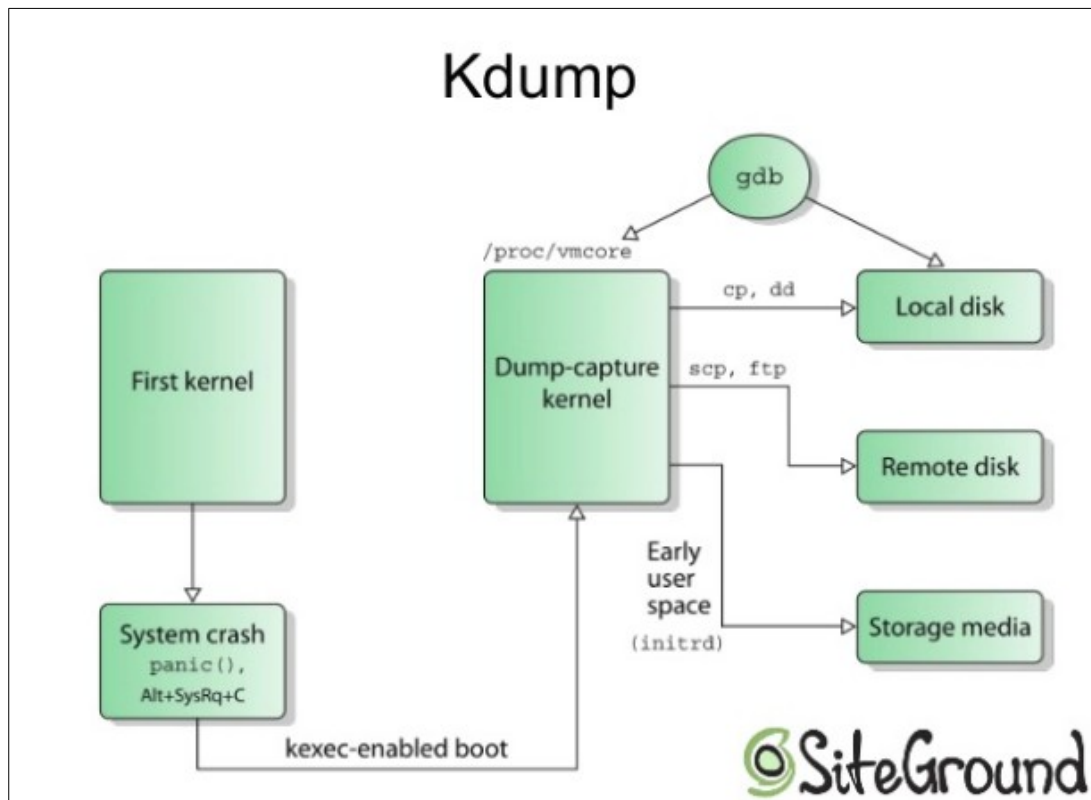 Kdump
gdb
/proc/vmcore
cp, dd
Local disk
First kernel
Dump-capture
kernel
scp, ftp
Remote disk
Early
user
space
(initrd)
System crash
panic(),
Alt+SysRq+C
Storage media
kexec-enabled boot
SiteGround